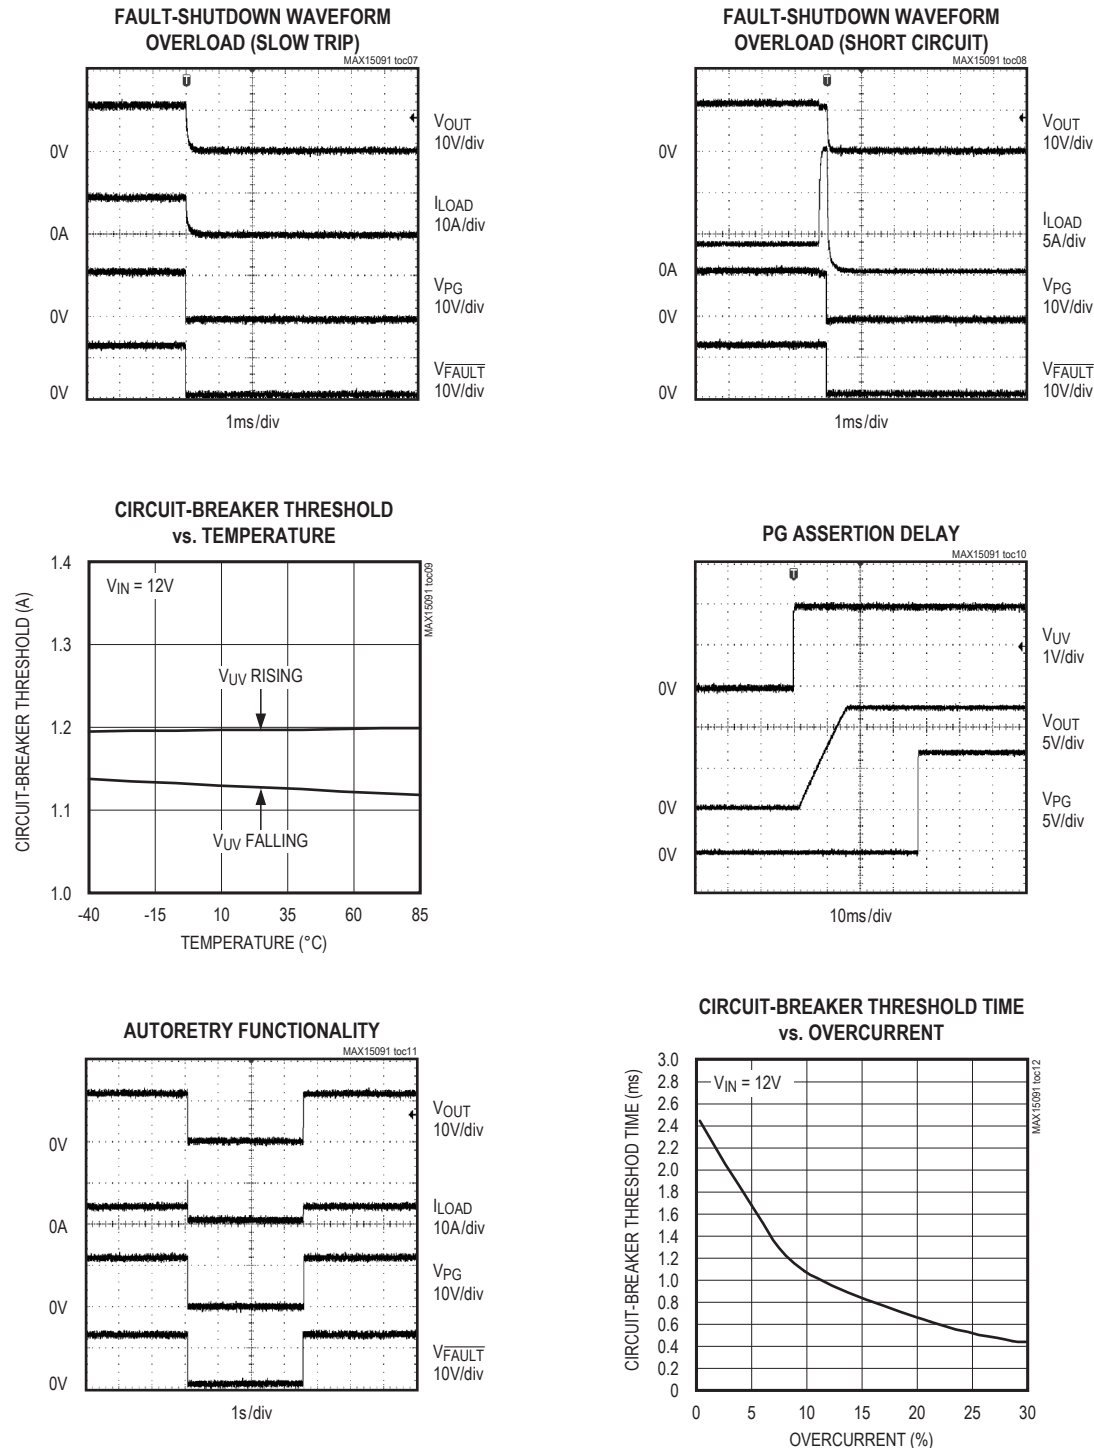 FAULT-SHUTDOWN WAVEFORM
OVERLOAD (SLOW TRIP)
MAX15091 toc07
VOUT
10V/div
0V
ILOAD
10A/div
0A
VPG
10V/div
0V
VFAULT
10V/div
0V
1ms/div
FAULT-SHUTDOWN WAVEFORM
OVERLOAD (SHORT CIRCUIT)
MAX15091 toc08
VOUT
10V/div
0V
ILOAD
5A/div
0A
VPG
10V/div
0V
VFAULT
10V/div
0V
1ms/div
CIRCUIT-BREAKER THRESHOLD
vs. TEMPERATURE
MAX15091 toc09
CIRCUIT-BREAKER THRESHOLD (A)
1.4
1.3
1.2
1.1
1.0
VIN = 12V
VUV RISING
VUV FALLING
-40 -15 10 35 60 85
TEMPERATURE (°C)
PG ASSERTION DELAY
MAX15091 toc10
VUV
1V/div
0V
VOUT
5V/div
0V
VPG
5V/div
0V
10ms/div
AUTORETRY FUNCTIONALITY
MAX15091 toc11
VOUT
10V/div
0V
ILOAD
10A/div
0A
VPG
10V/div
0V
VFAULT
10V/div
0V
1s/div
CIRCUIT-BREAKER THRESHOLD TIME
vs. OVERCURRENT
MAX15091 toc12
CIRCUIT-BREAKER THRESHOD TIME (ms)
3.0
2.8
2.6
2.4
2.2
2.0
1.8
1.6
1.4
1.2
1.0
0.8
0.6
0.4
0.2
0
VIN = 12V
0 5 10 15 20 25 30
OVERCURRENT (%)